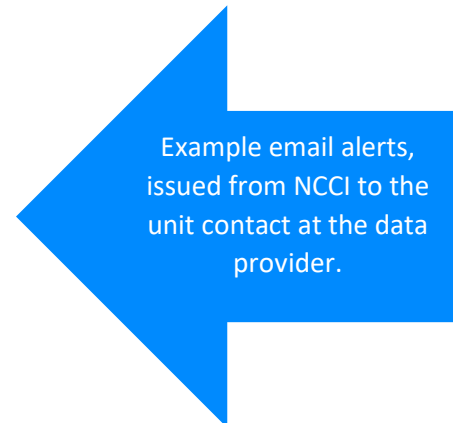 Example email alerts,
issued from NCCI to the
unit contact at the data
provider.